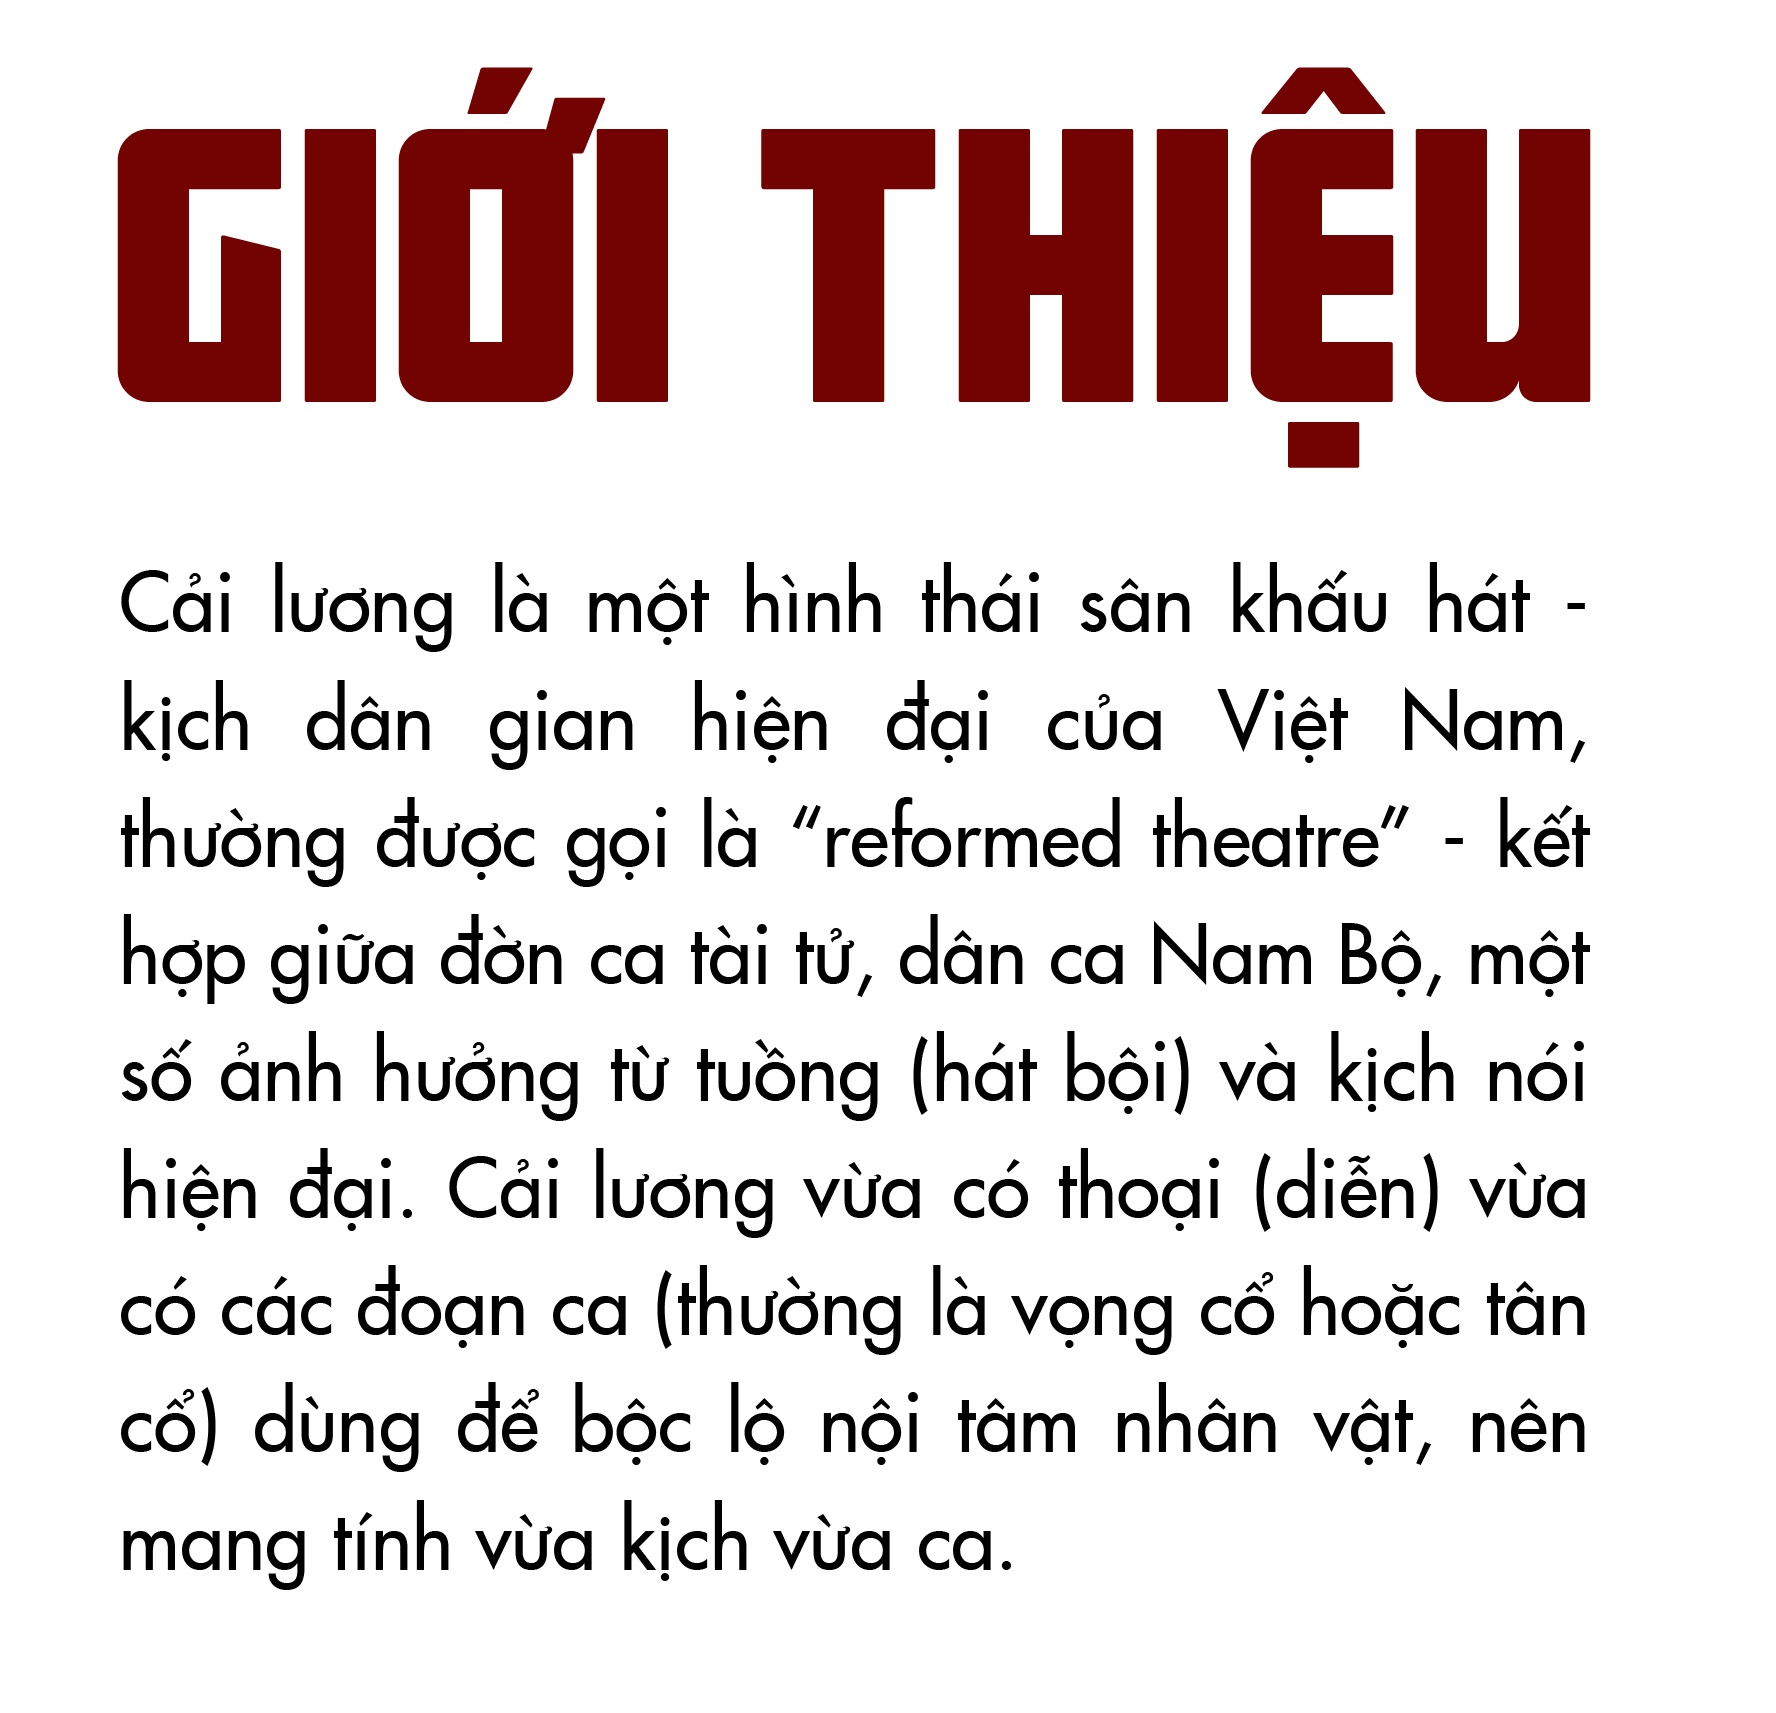 GIỚI THIỆU
Cải lương là một hình thái sân khấu hát -
kịch dân gian hiện đại của Việt Nam,
thường được gọi là “reformed theatre” - kết
hợp giữa đờn ca tài tử, dân ca Nam Bộ, một
số ảnh hưởng từ tuồng (hát bội) và kịch nói
hiện đại. Cải lương vừa có thoại (diễn) vừa
có các đoạn ca (thường là vọng cổ hoặc tân
cổ) dùng để bộc lộ nội tâm nhân vật, nên
mang tính vừa kịch vừa ca.